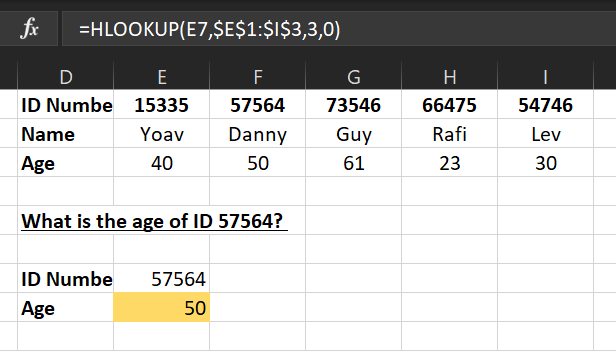 fx =HLOOKUP(E7,$E$1:$I$3,3,0)
D E F G H I
ID Numbe 15335 57564 73546 66475 54746
Name Yoav Danny Guy Rafi Lev
Age 40 50 61 23 30
What is the age of ID 57564?
ID Numbe 57564
Age 50